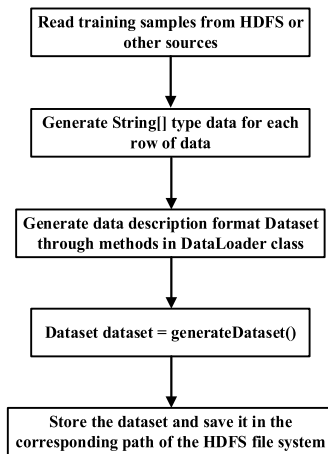 Read training samples from HDFS or
other sources
Generate String[] type data for each
row of data
Generate data description format Dataset
through methods in DataLoader class
Dataset dataset = generateDataset()
Store the dataset and save it in the
corresponding path of the HDFS file system